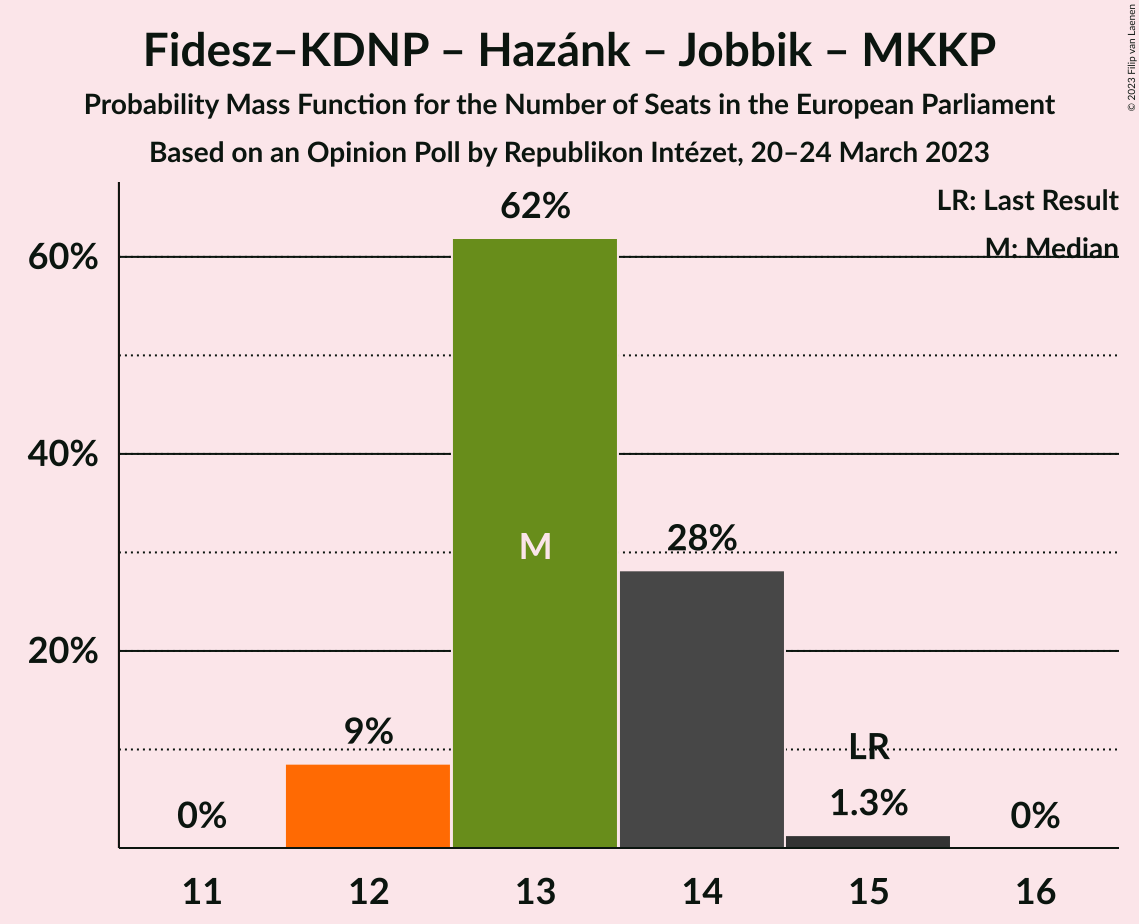 Fidesz–KDNP – Hazánk – Jobbik – MKKP
Probability Mass Function for the Number of Seats in the European Parliament
Based on an Opinion Poll by Republikon Intézet, 20–24 March 2023
© 2023 Filip van Laenen
LR: Last Result
M: Median
62%
60%
40%
M
28%
20%
9%
LR
0%
1.3%
0%
11 12 13 14 15 16